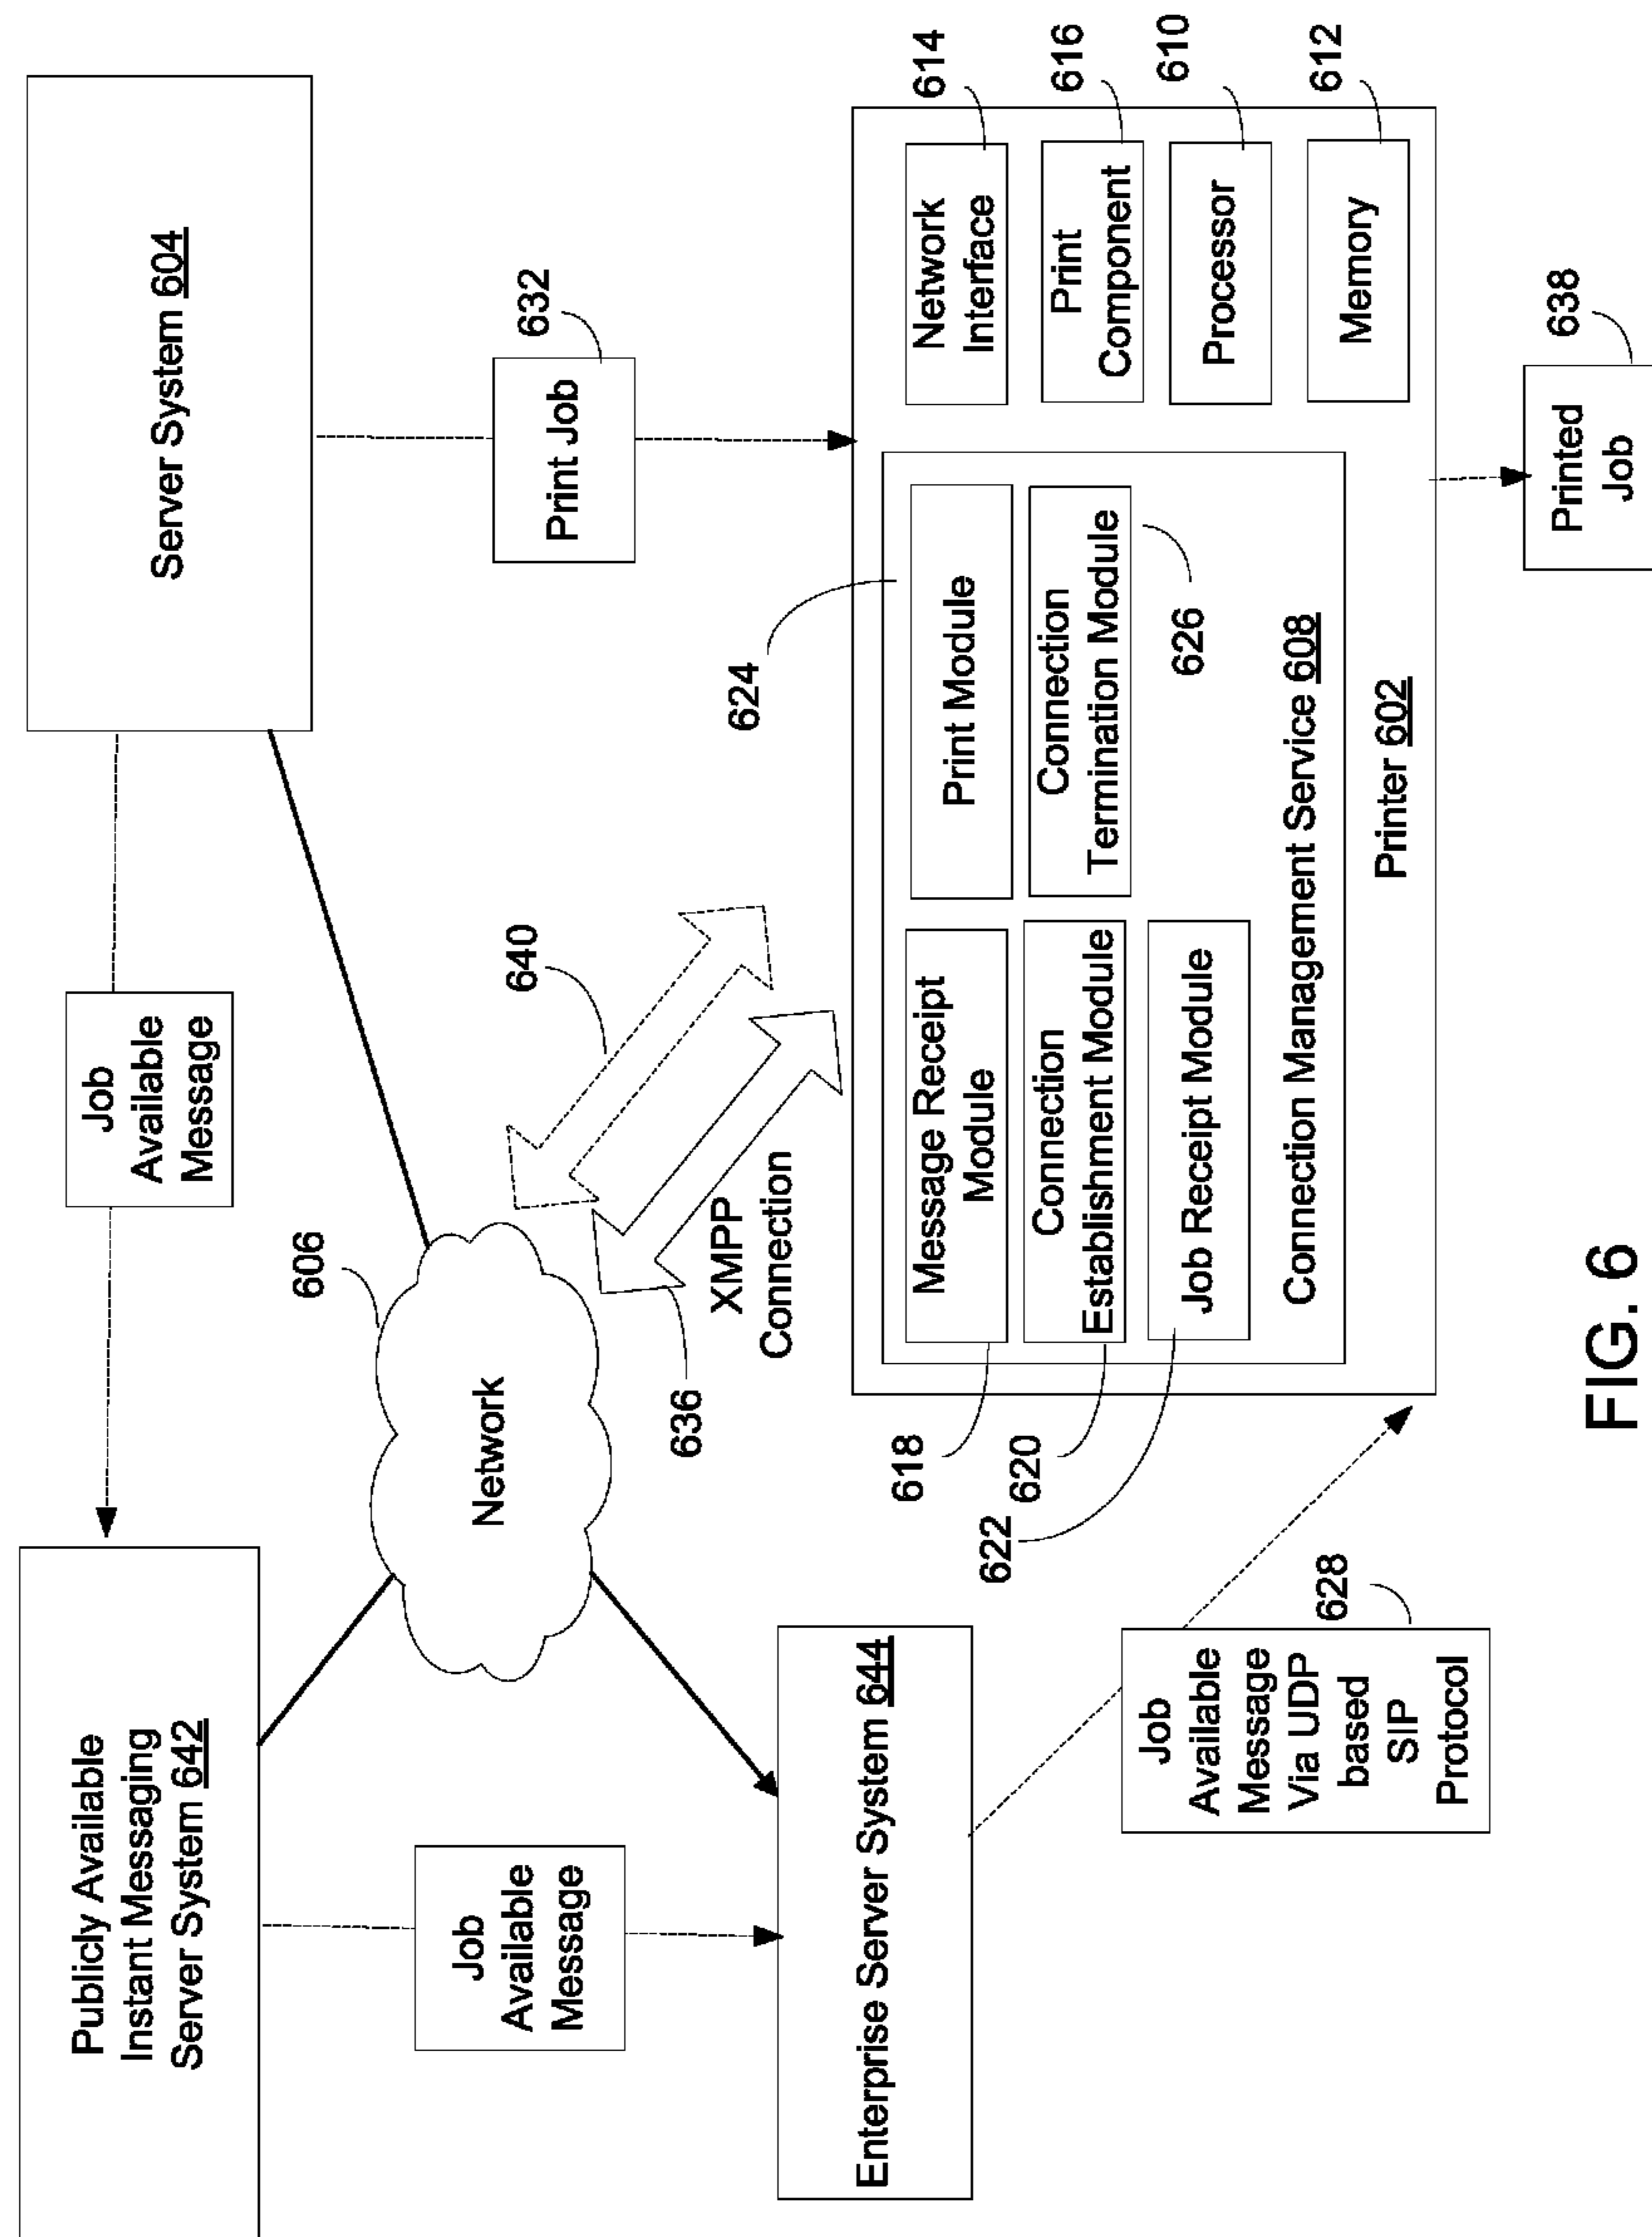 Publicly Available
Instant Messaging
Server System 642
Job
Available
Message
Server System 604
606
Network
640
636
XMPP
Connection
Print Job
632
Job
Available
Message
Enterprise Server System 644
Job
Available
Message
Via UDP
based
SIP
Protocol
628
618
620
622
624
626
Message Receipt
Module
Connection
Establishment Module
Job Receipt Module
Print Module
Connection
Termination Module
Connection Management Service 608
Printer 602
Network
Interface
614
Print
Component
616
Processor
610
Memory
612
Printed
Job
638
FIG. 6